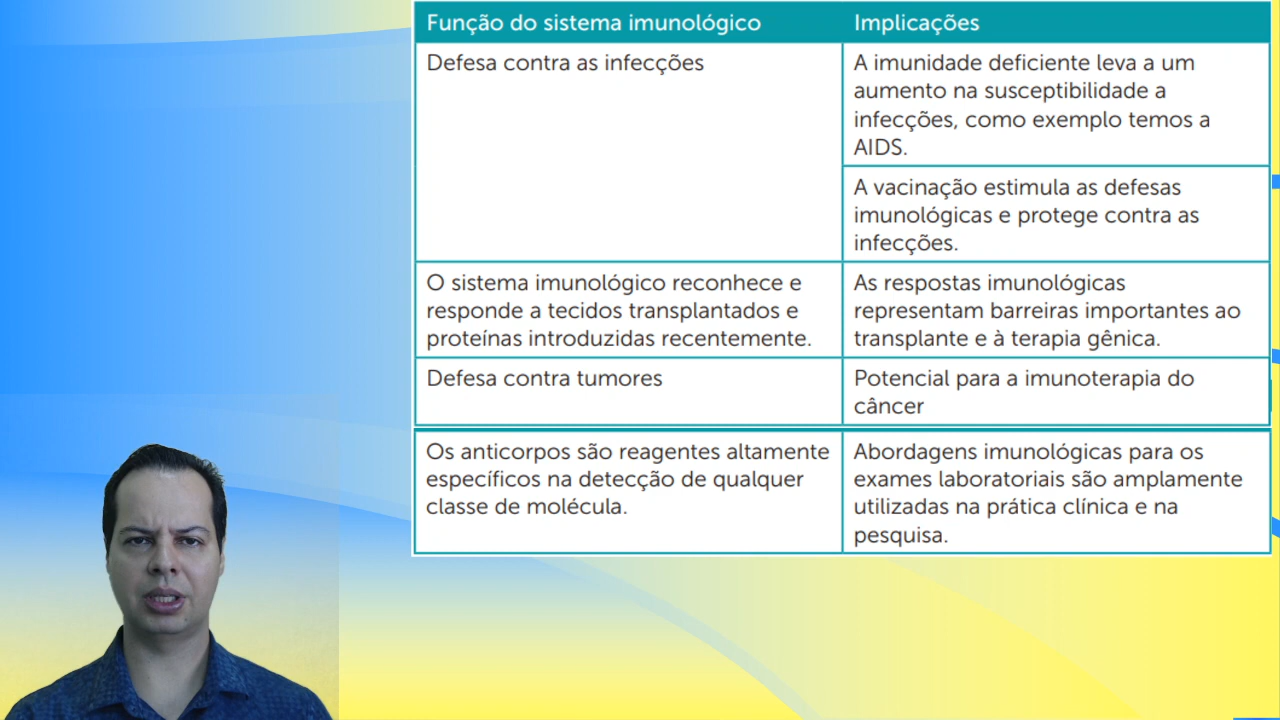 Função do sistema imunológico
Implicações
Defesa contra as infecções
A imunidade deficiente leva a um
aumento na susceptibilidade a
infecções, como exemplo temos a
AIDS.
A vacinação estimula as defesas
imunológicas e protege contra as
infecções.
O sistema imunológico reconhece e
responde a tecidos transplantados e
proteínas introduzidas recentemente.
As respostas imunológicas
representam barreiras importantes ao
transplante e à terapia gênica.
Defesa contra tumores
Potencial para a imunoterapia do
câncer
Os anticorpos são reagentes altamente
específicos na detecção de qualquer
classe de molécula.
Abordagens imunológicas para os
exames laboratoriais são amplamente
utilizadas na prática clínica e na
pesquisa.